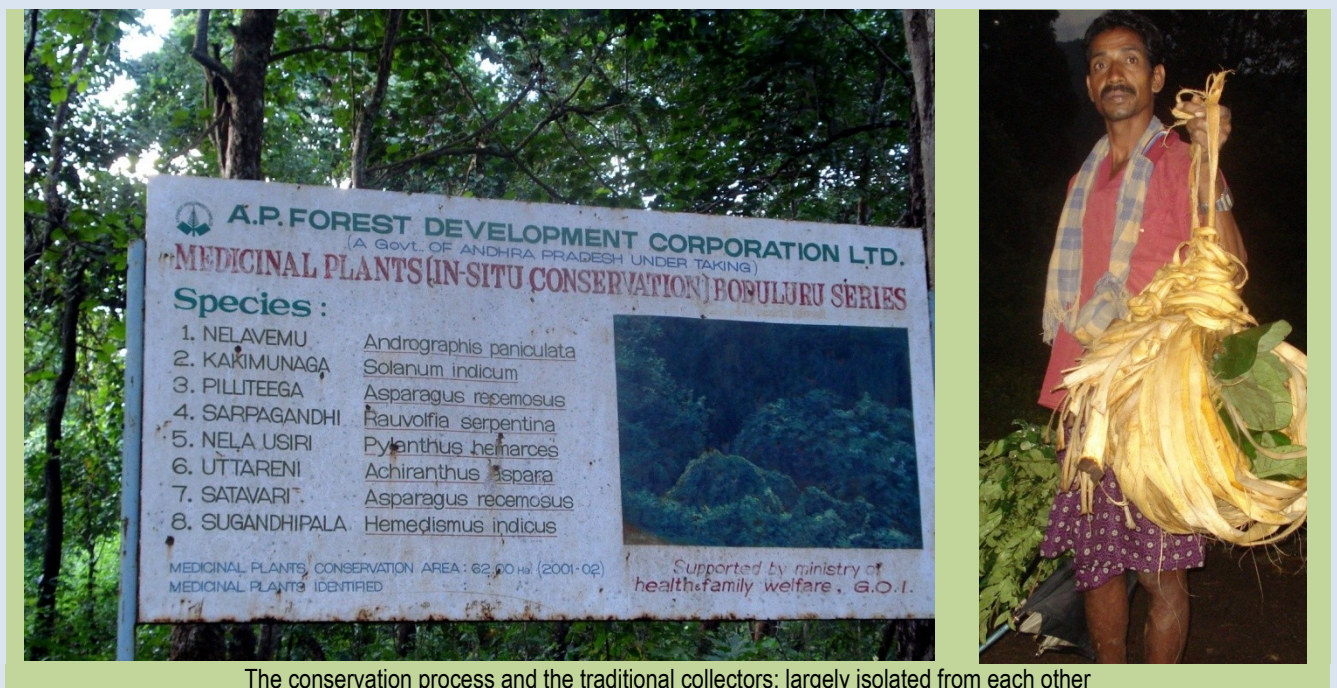 A.P. FOREST DEVELOPMENT CORPORATION LTD.
(A Govt. OF ANDHRA PRADESH UNDER TAKING)
MEDICINAL PLANTS (IN-SITU CONSERVATION) BODULURU SERIES
Species :
1. NELAVEMU Andrographis paniculata
2. KAKIMUNAGA Solanum indicum
3. PILLITEEGA Asparagus recemosus
4. SARPAGANDHI Rauvolfia serpentina
5. NELA USIRI Pylanthus hemarces
6. UTTARENI Achiranthus aspara
7. SATAVARI Asparagus recemosus
8. SUGANDHIPALA Hemedismus indicus
MEDICINAL PLANTS CONSERVATION AREA : 62.00 Ha. (2001-02)
MEDICINAL PLANTS IDENTIFIED
Supported by ministry of
health & family welfare, G.O.I.
The conservation process and the traditional collectors: largely isolated from each other